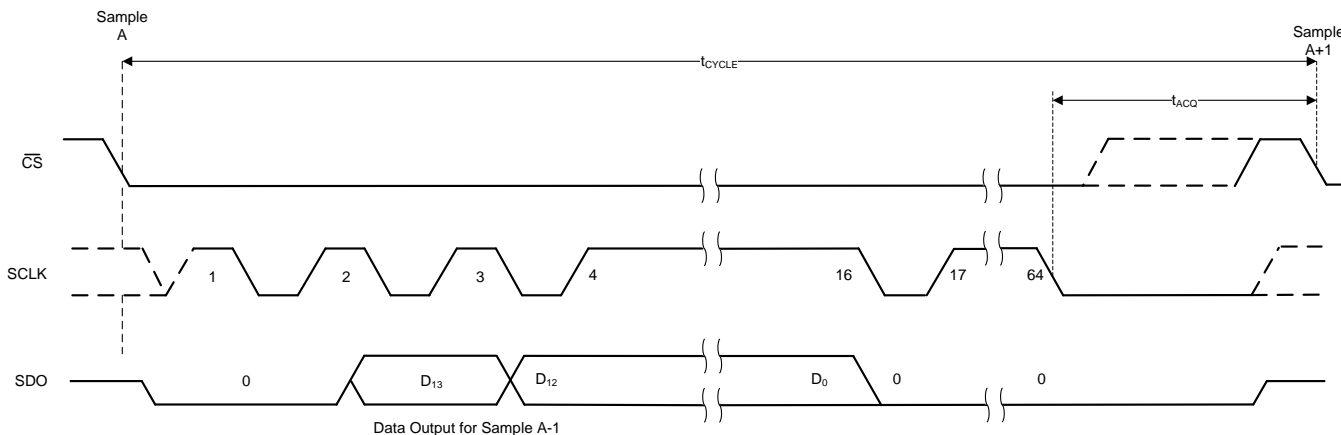 Sample
A
Sample
A+1
tCYCLE
tACQ
CS
SCLK
1
2
3
4
16
17
64
SDO
0
D13
D12
D0
0
0
Data Output for Sample A-1